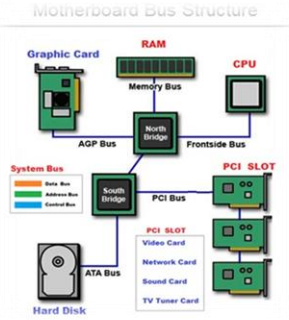 Motherboard Bus Structure
RAM
Graphic Card
CPU
Memory Bus
North
Bridge
AGP Bus
Frontside Bus
System Bus
Data Bus
Address Bus
Control Bus
South
Bridge
PCI SLOT
PCI Bus
PCI SLOT
Video Card
Network Card
Sound Card
TV Tuner Card
ATA Bus
Hard Disk